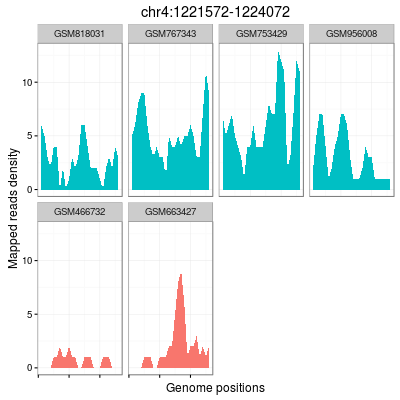 chr4:1221572-1224072
GSM818031 GSM767343 GSM753429 GSM956008
10
5
0
GSM466732 GSM663427
10
5
0
Mapped reads density
Genome positions